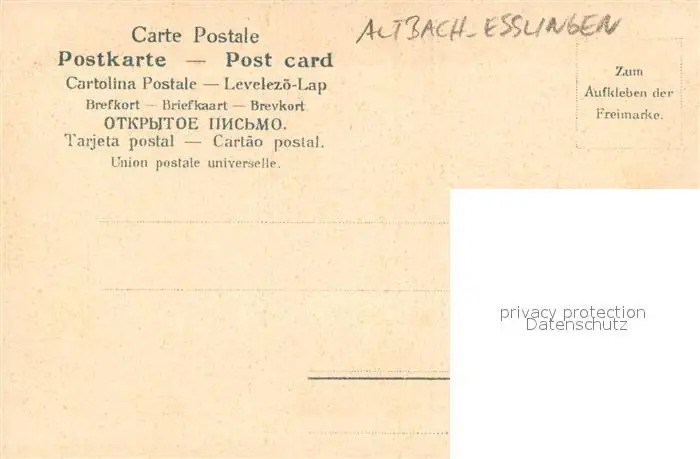 Carte Postale
Postkarte — Post card
Cartolina Postale — Levelező-Lap
Brefkort — Briefkaart — Brevkort
ОТКРЫТОЕ ПИСЬМО.
Tarjeta postal — Cartão postal.
Union postale universelle.
ALTBACH-ESSLINGEN
Zum
Aufkleben der
Freimarke.
privacy protection
Datenschutz